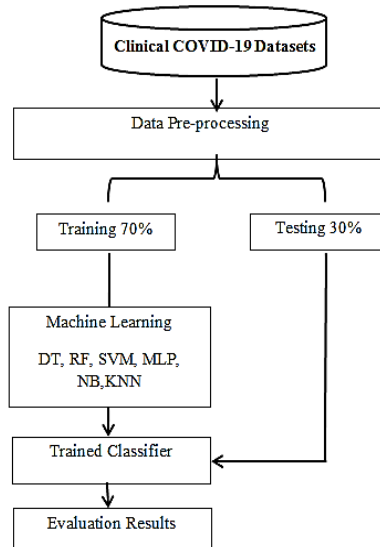 Clinical COVID-19 Datasets
Data Pre-processing
Training 70%
Testing 30%
Machine Learning
DT, RF, SVM, MLP,
NB,KNN
Trained Classifier
Evaluation Results